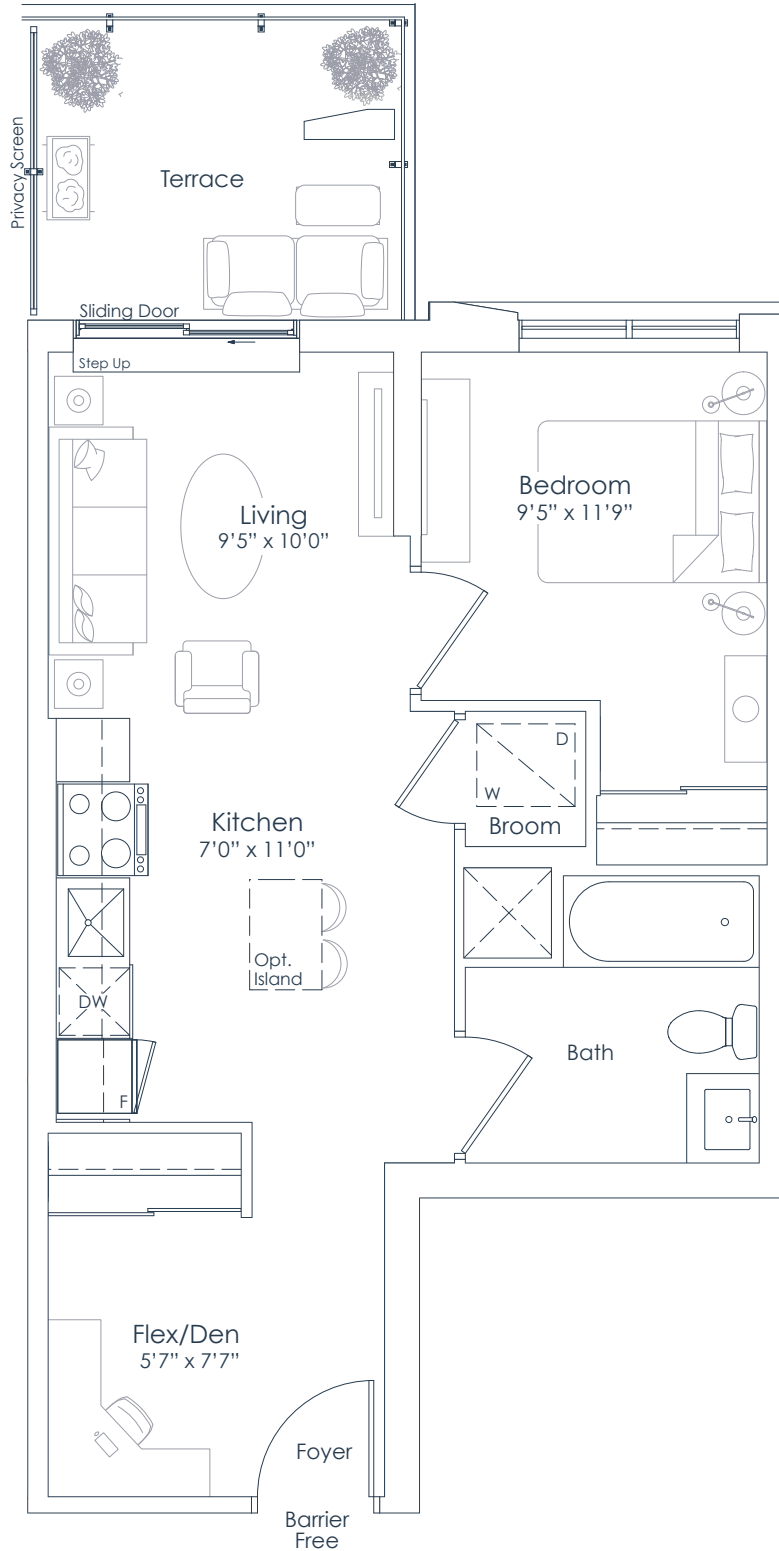 Privacy Screen
Terrace
Sliding Door
Step Up
Living
9’5” x 10’0”
Bedroom
9’5” x 11’9”
D
W
Broom
Kitchen
7’0” x 11’0”
Opt.
Island
DW
F
Bath
Flex/Den
5’7” x 7’7”
Foyer
Barrier
Free